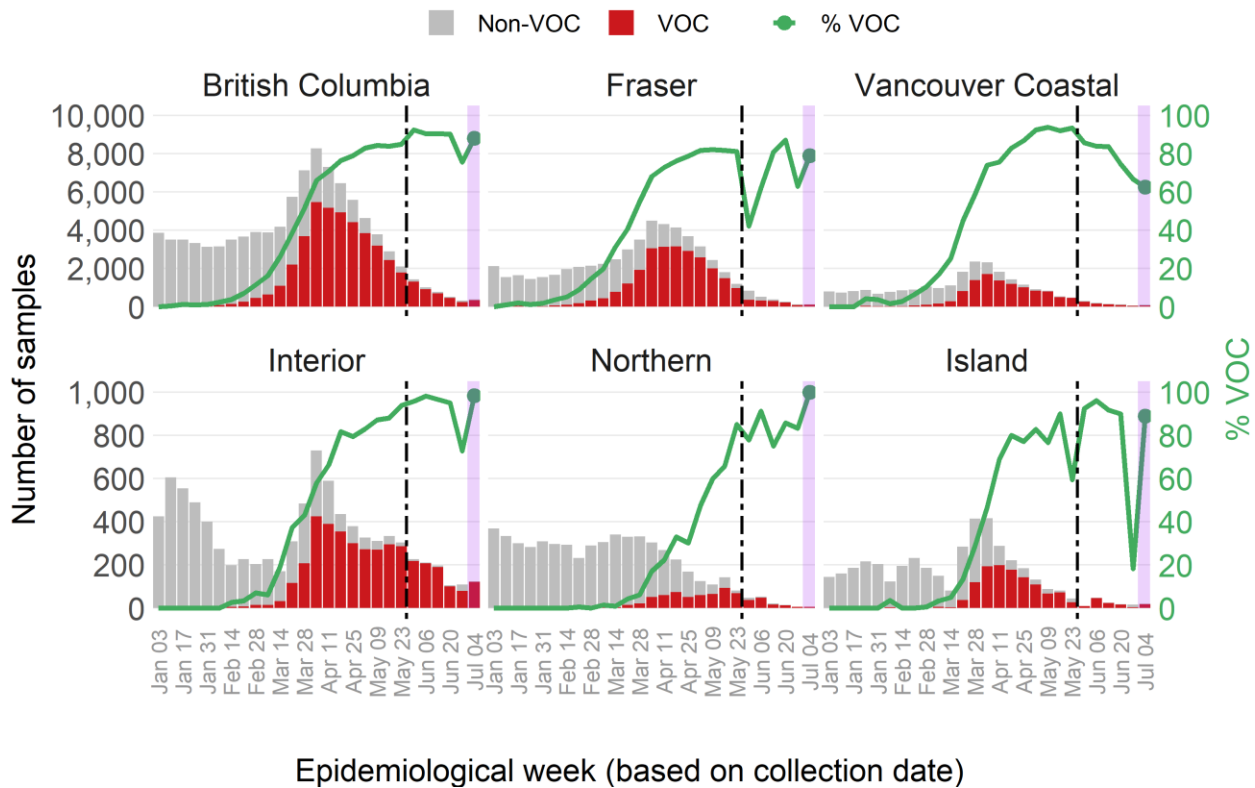 Non-VOC VOC % VOC
British Columbia Fraser Vancouver Coastal
10,000 100
8,000 80
6,000 60
4,000 40
2,000 20
0 0
Interior Northern Island
1,000 100
800 80
600 60
400 40
200 20
0 0
Number of samples
% VOC
Jan 03 Jan 17 Jan 31 Feb 14 Feb 28 Mar 14 Mar 28 Apr 11 Apr 25 May 09 May 23 Jun 06 Jun 20 Jul 04
Jan 03 Jan 17 Jan 31 Feb 14 Feb 28 Mar 14 Mar 28 Apr 11 Apr 25 May 09 May 23 Jun 06 Jun 20 Jul 04
Jan 03 Jan 17 Jan 31 Feb 14 Feb 28 Mar 14 Mar 28 Apr 11 Apr 25 May 09 May 23 Jun 06 Jun 20 Jul 04
Epidemiological week (based on collection date)